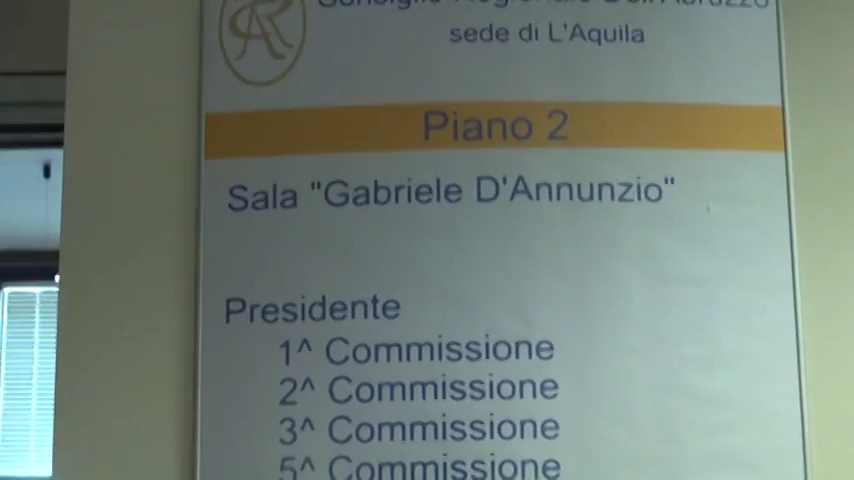 Consiglio Regionale Dell'Abruzzo
sede di L'Aquila
Piano 2
Sala "Gabriele D'Annunzio"
Presidente
1^ Commissione
2^ Commissione
3^ Commissione
5^ Commissione